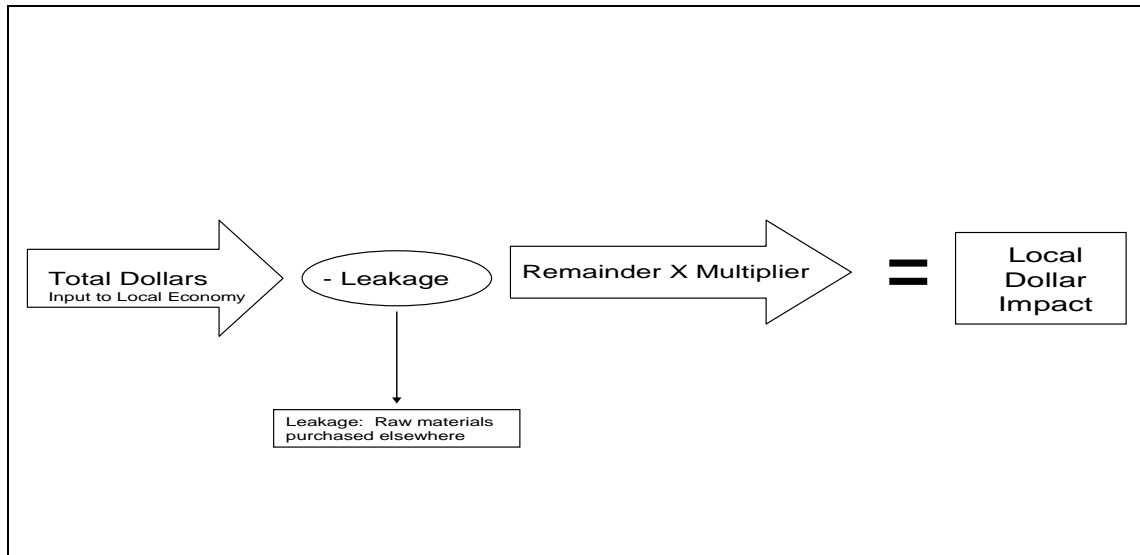 Total Dollars
Input to Local Economy
- Leakage
Remainder X Multiplier
=
Local
Dollar
Impact
Leakage:  Raw materials
purchased elsewhere